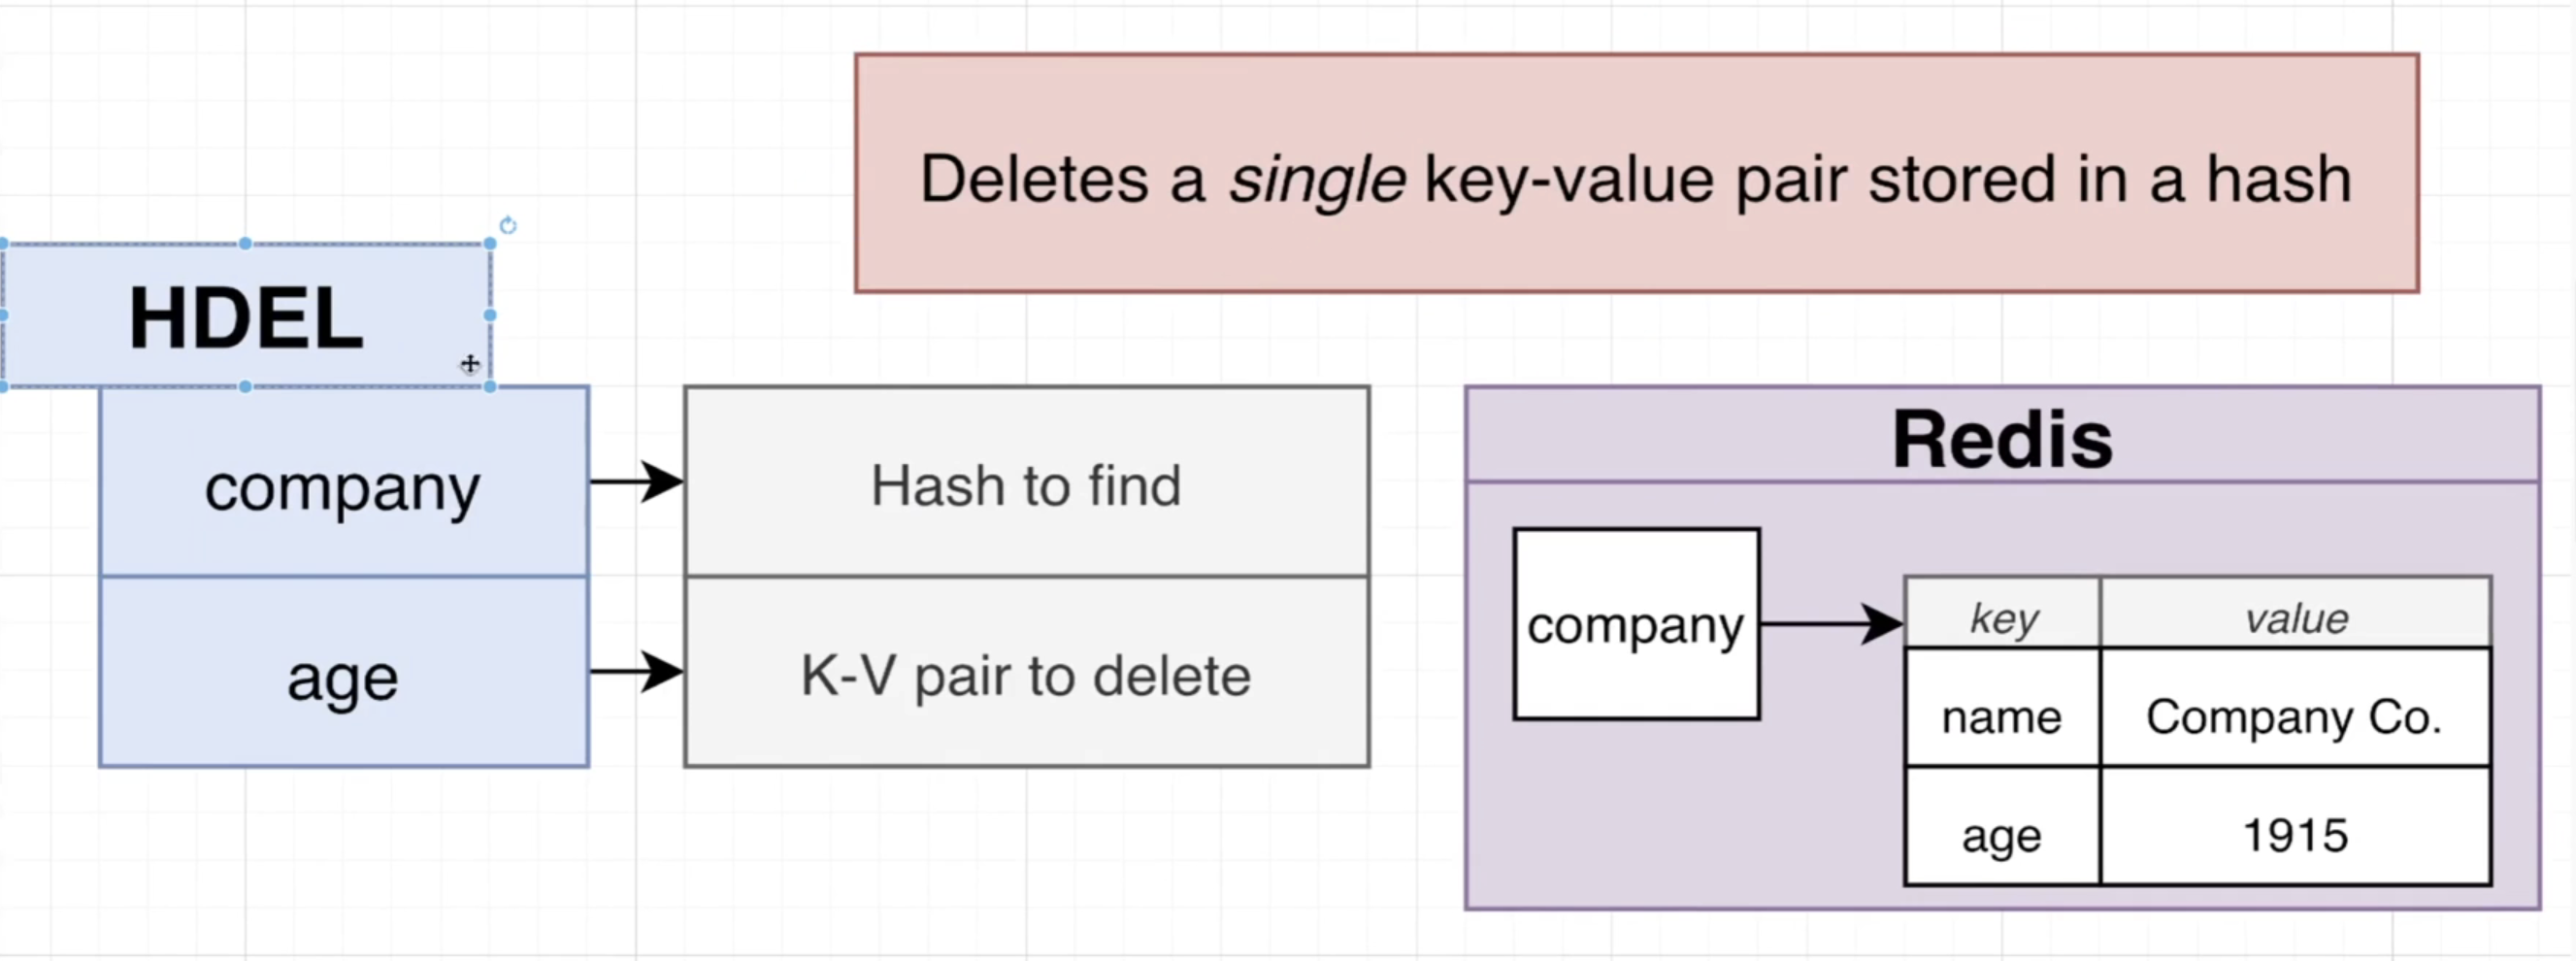 Deletes a single key-value pair stored in a hash
HDEL
company
Hash to find
age
K-V pair to delete
Redis
company
key value
name Company Co.
age 1915